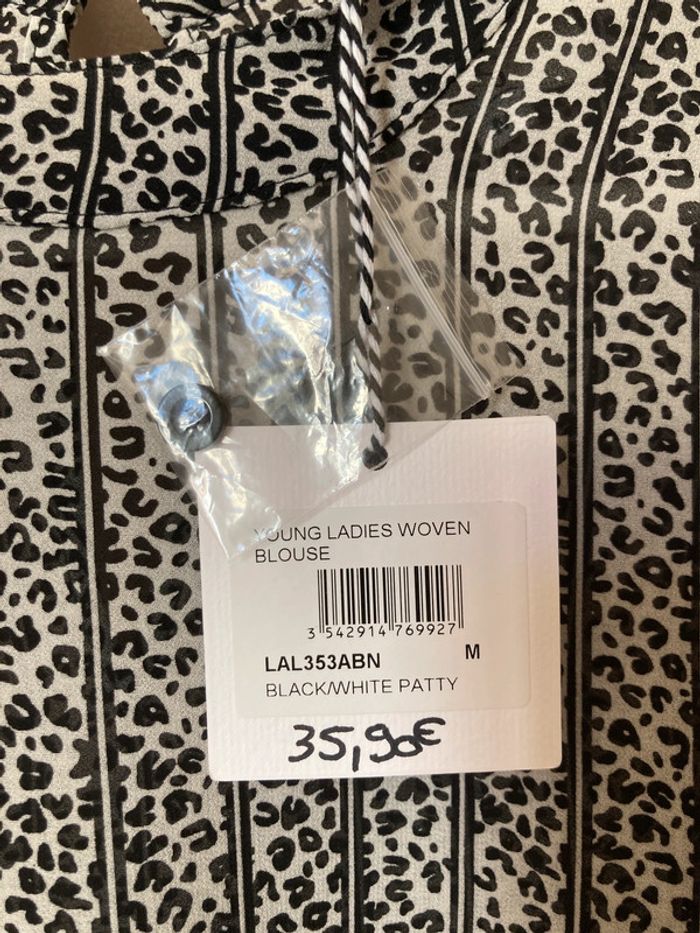 YOUNG LADIES WOVEN
BLOUSE
3 542914 769927
LAL353ABN M
BLACK/WHITE PATTY
35,90€